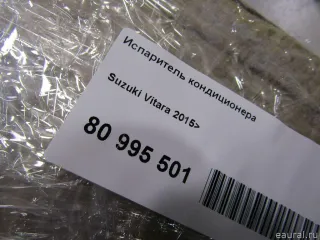 Испаритель кондиционера
Suzuki Vitara 2015>
80 995 501
eaural.ru